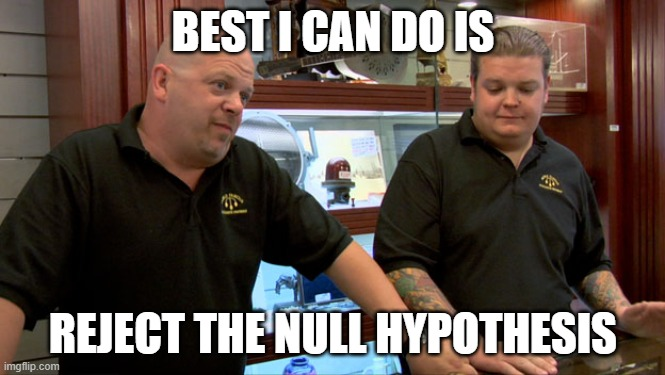 BEST I CAN DO IS
REJECT THE NULL HYPOTHESIS
imgflip.com